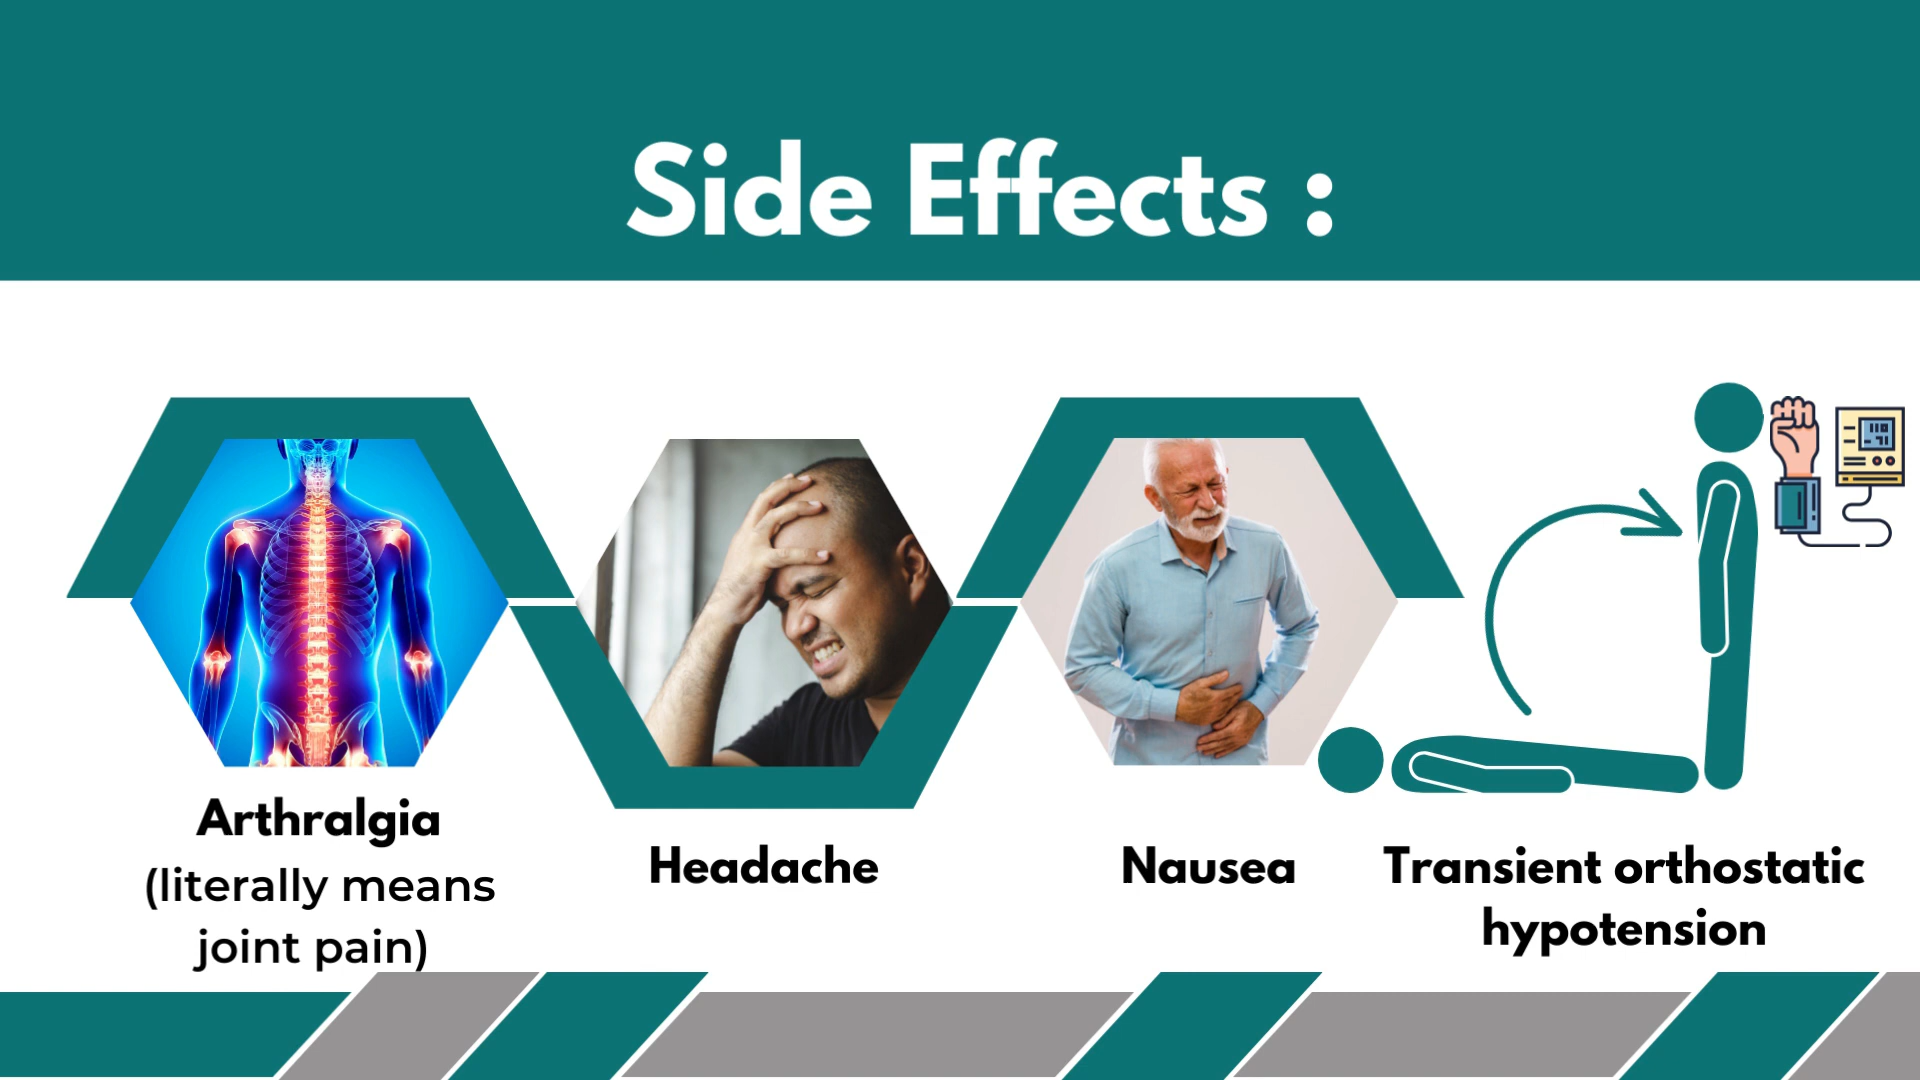 Side Effects :
Arthralgia
(literally means
joint pain)
Headache
Nausea
Transient orthostatic
hypotension